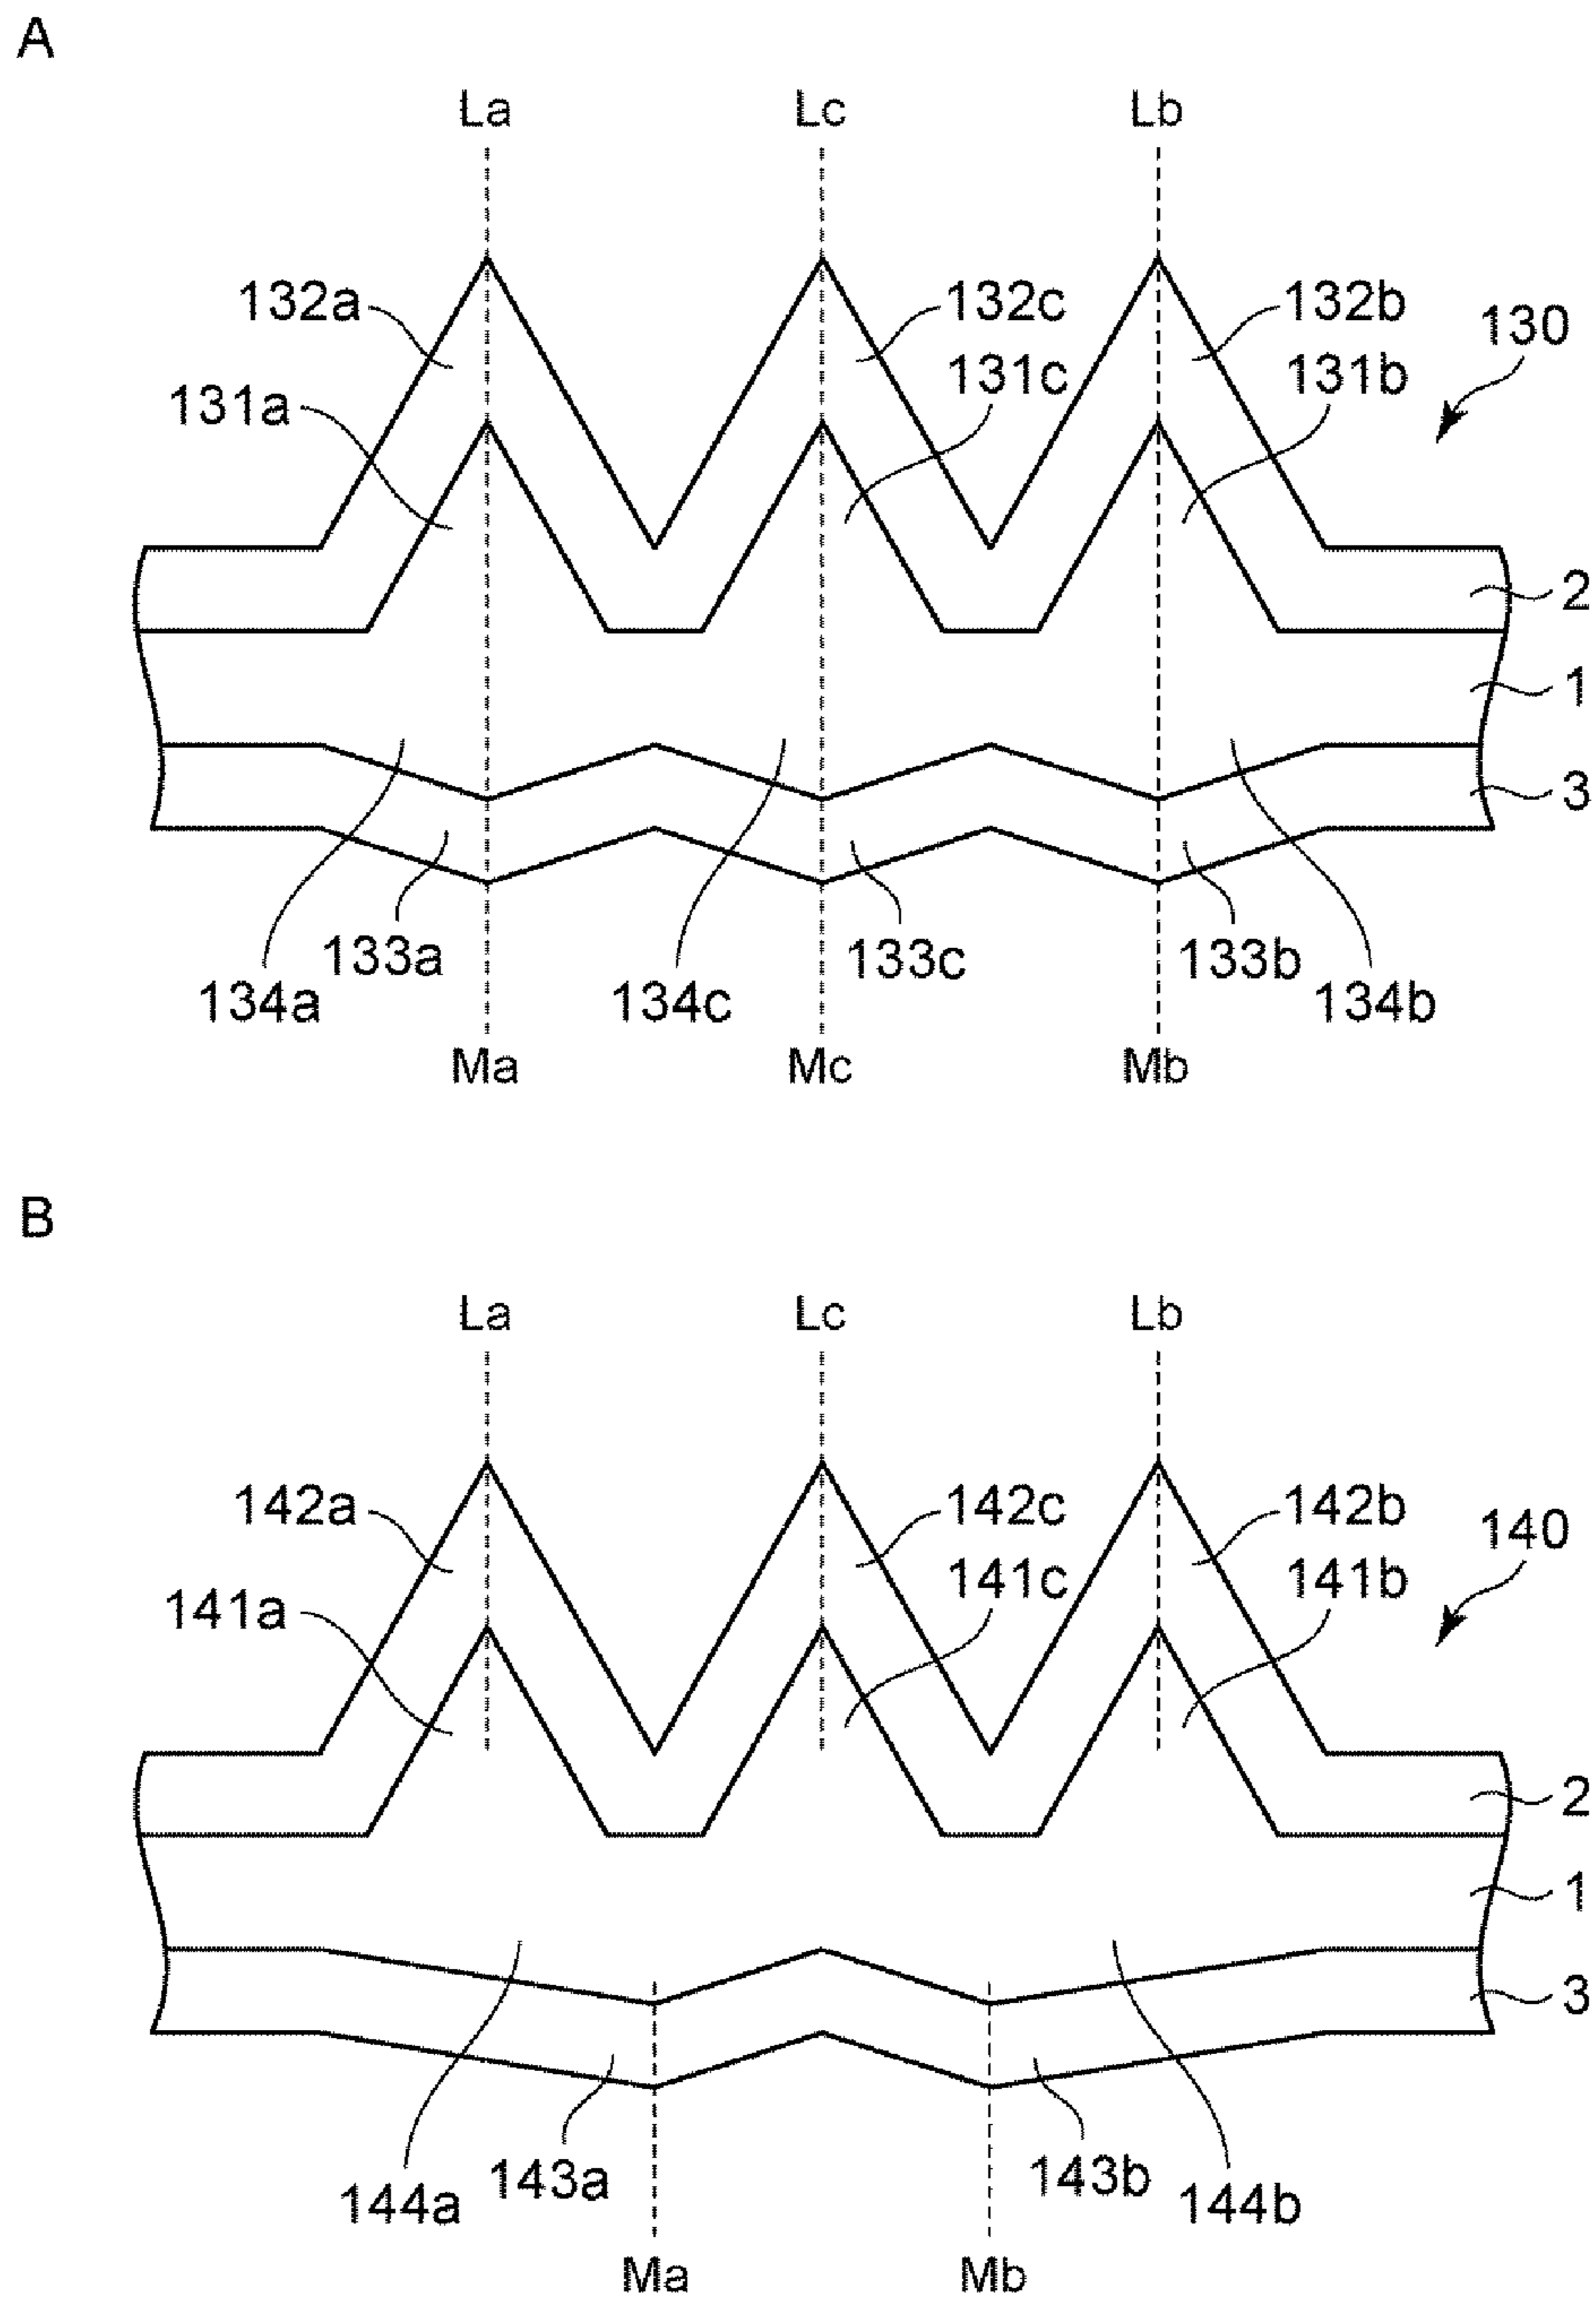 A
La Lc Lb
132a 132c 132b 130
131a 131c 131b
2
1
3
133a 133c 133b
134a 134c 134b
Ma Mc Mb
B
La Lc Lb
142a 142c 142b 140
141a 141c 141b
2
1
3
143a 143b
144a 144b
Ma Mb